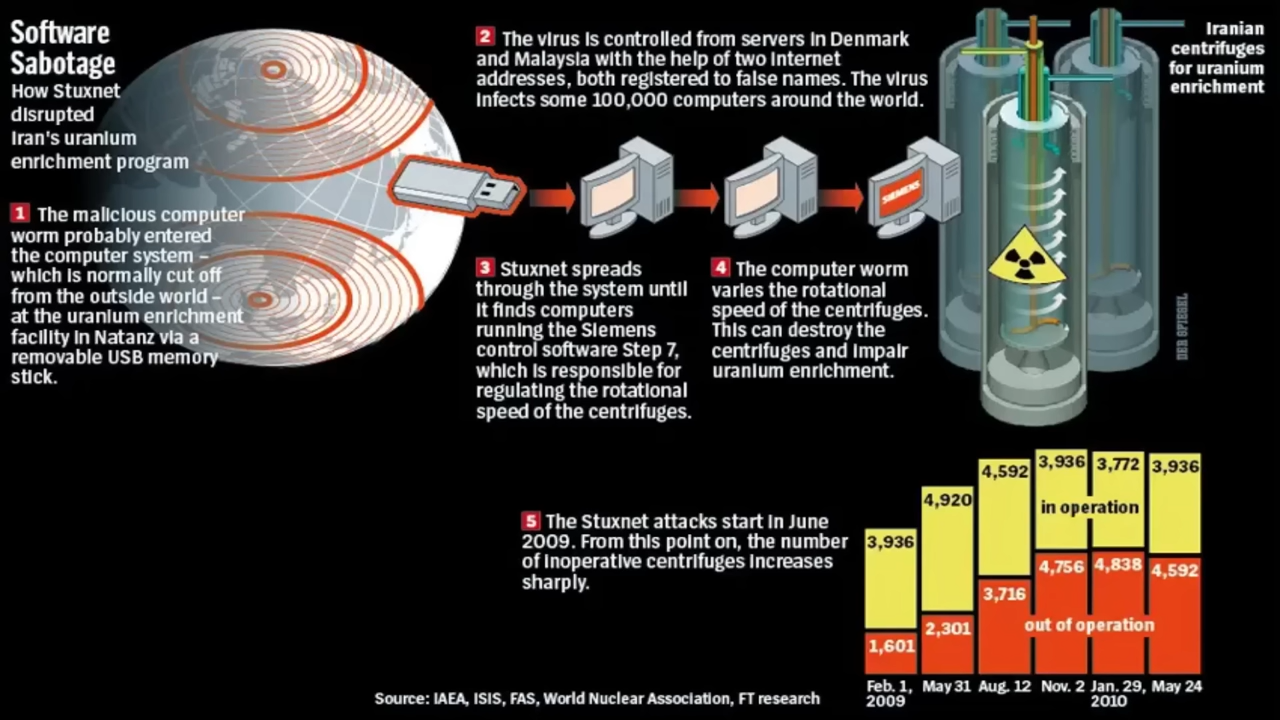 Software
Sabotage
How Stuxnet
disrupted
Iran's uranium
enrichment program
1 The malicious computer
worm probably entered
the computer system –
which is normally cut off
from the outside world –
at the uranium enrichment
facility in Natanz via a
removable USB memory
stick.
2 The virus is controlled from servers in Denmark
and Malaysia with the help of two Internet
addresses, both registered to false names. The virus
infects some 100,000 computers around the world.
SIEMENS
3 Stuxnet spreads
through the system until
it finds computers
running the Siemens
control software Step 7,
which is responsible for
regulating the rotational
speed of the centrifuges.
4 The computer worm
varies the rotational
speed of the centrifuges.
This can destroy the
centrifuges and impair
uranium enrichment.
Iranian
centrifuges
for uranium
enrichment
DER SPIEGEL
5 The Stuxnet attacks start in June
2009. From this point on, the number
of inoperative centrifuges increases
sharply.
3,936
4,920
4,592
3,936
3,772
3,936
in operation
1,601
2,301
3,716
4,756
4,838
4,592
out of operation
Feb. 1,
2009
May 31
Aug. 12
Nov. 2
Jan. 29,
2010
May 24
Source: IAEA, ISIS, FAS, World Nuclear Association, FT research